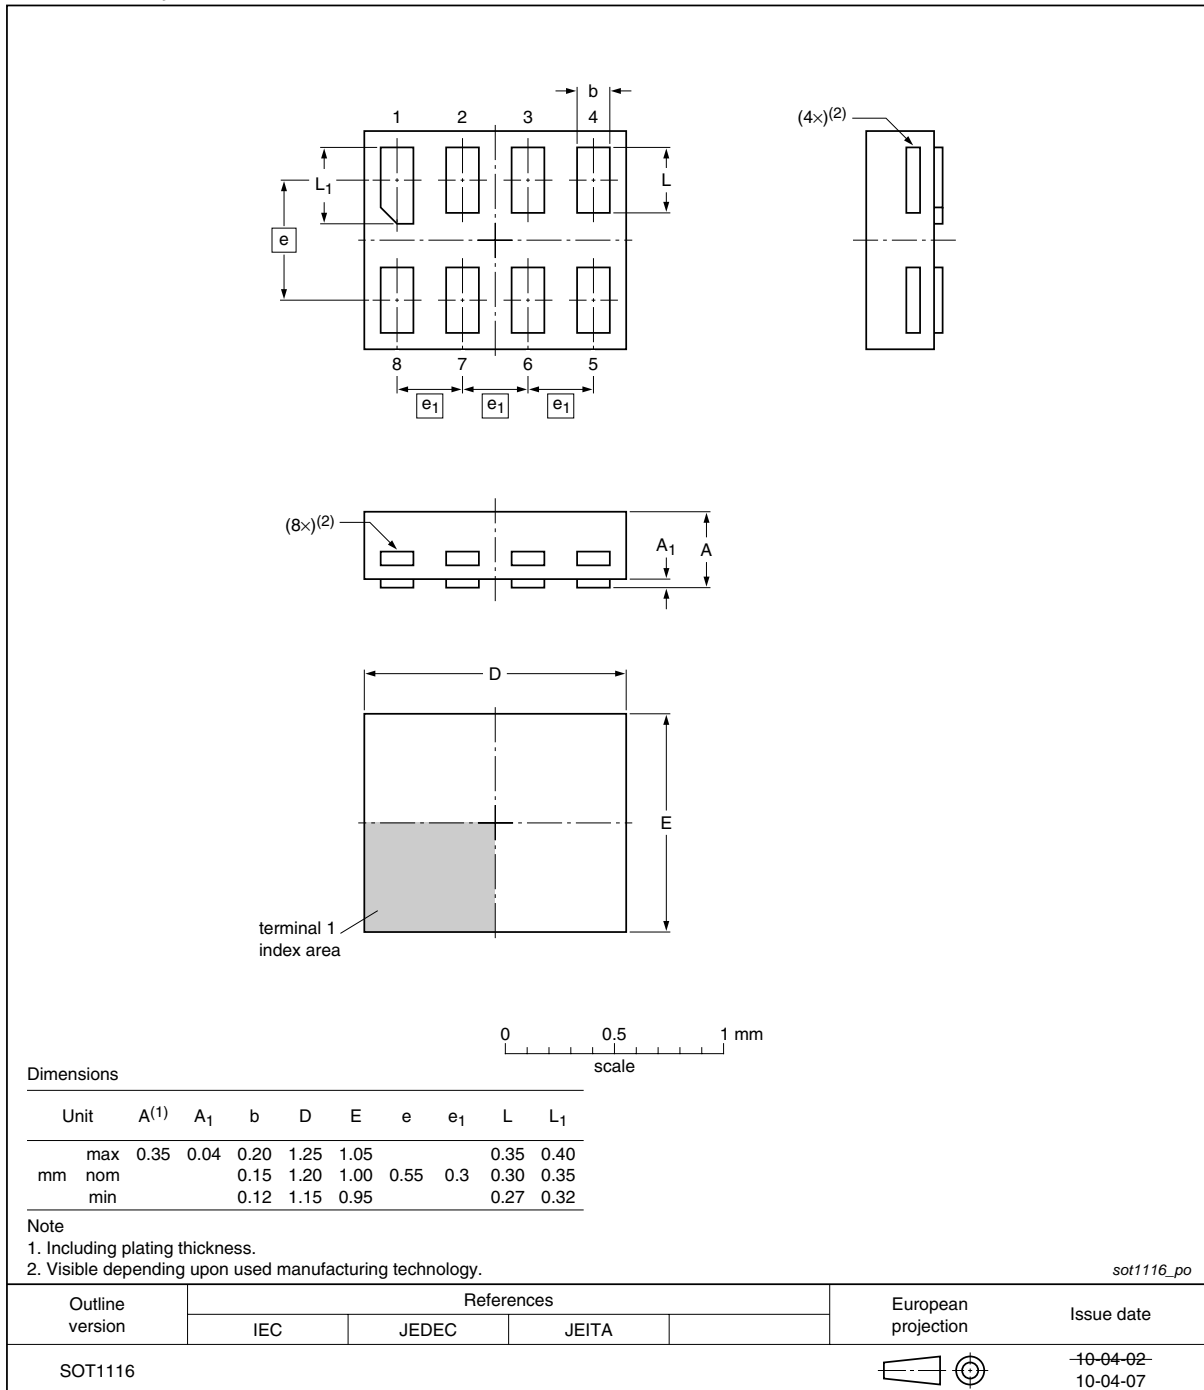 b
1 2 3 4
(4×)(2)
L1
L
e
8 7 6 5
e1 e1 e1
(8×)(2)
A1 A
D
E
terminal 1
index area
0 0.5 1 mm
scale
Dimensions
Unit A(1) A1 b D E e e1 L L1
max 0.35 0.04 0.20 1.25 1.05 0.35 0.40
mm nom 0.15 1.20 1.00 0.55 0.3 0.30 0.35
min 0.12 1.15 0.95 0.27 0.32
Note
1. Including plating thickness.
2. Visible depending upon used manufacturing technology.
sot1116_po
Outline version References European projection Issue date
IEC JEDEC JEITA
SOT1116
10-04-02
10-04-07